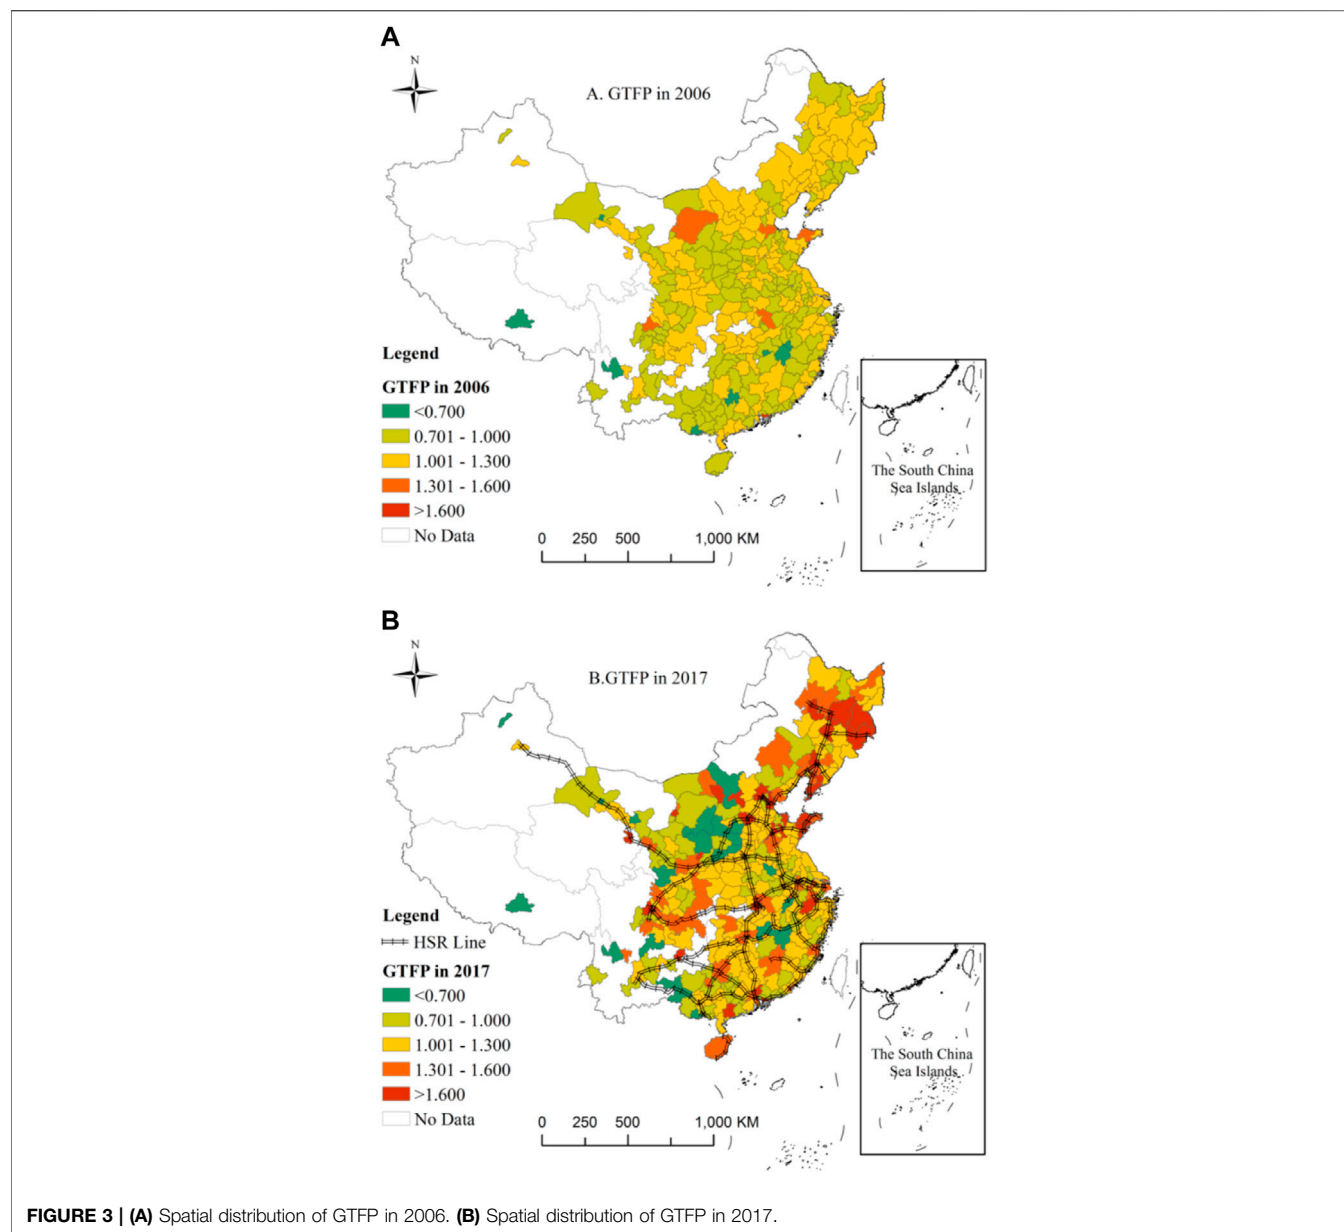 A
N
A. GTFP in 2006
Legend
GTFP in 2006
<0.700
0.701 - 1.000
1.001 - 1.300
1.301 - 1.600
>1.600
No Data
0 250 500 1,000 KM
The South China
Sea Islands
B
N
B.GTFP in 2017
Legend
HSR Line
GTFP in 2017
<0.700
0.701 - 1.000
1.001 - 1.300
1.301 - 1.600
>1.600
No Data
0 250 500 1,000 KM
The South China
Sea Islands
FIGURE 3 | (A) Spatial distribution of GTFP in 2006. (B) Spatial distribution of GTFP in 2017.